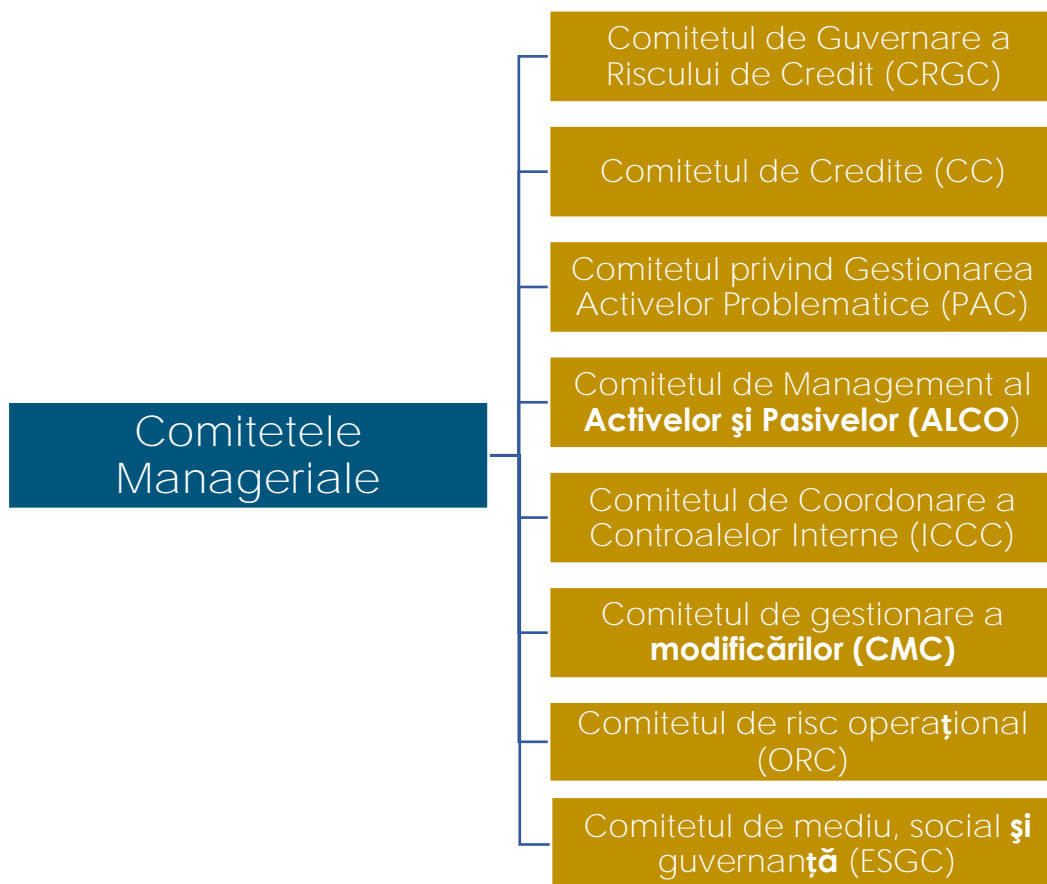 Comitetul de Guvernare a
Riscului de Credit (CRGC)
Comitetul de Credite (CC)
Comitetul privind Gestionarea
Activelor Problematice (PAC)
Comitetul de Management al
Activelor şi Pasivelor (ALCO)
Comitetele
Manageriale
Comitetul de Coordonare a
Controalelor Interne (ICCC)
Comitetul de gestionare a
modificărilor (CMC)
Comitetul de risc operaţional
(ORC)
Comitetul de mediu, social şi
guvernanţă (ESGC)